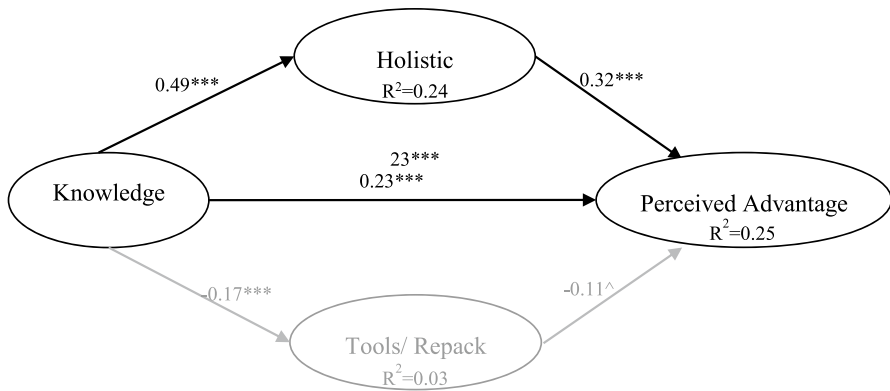 Holistic
R²=0.24
0.49***
0.32***
23***
0.23***
Knowledge
Perceived Advantage
R²=0.25
-0.17***
-0.11^
Tools/ Repack
R²=0.03